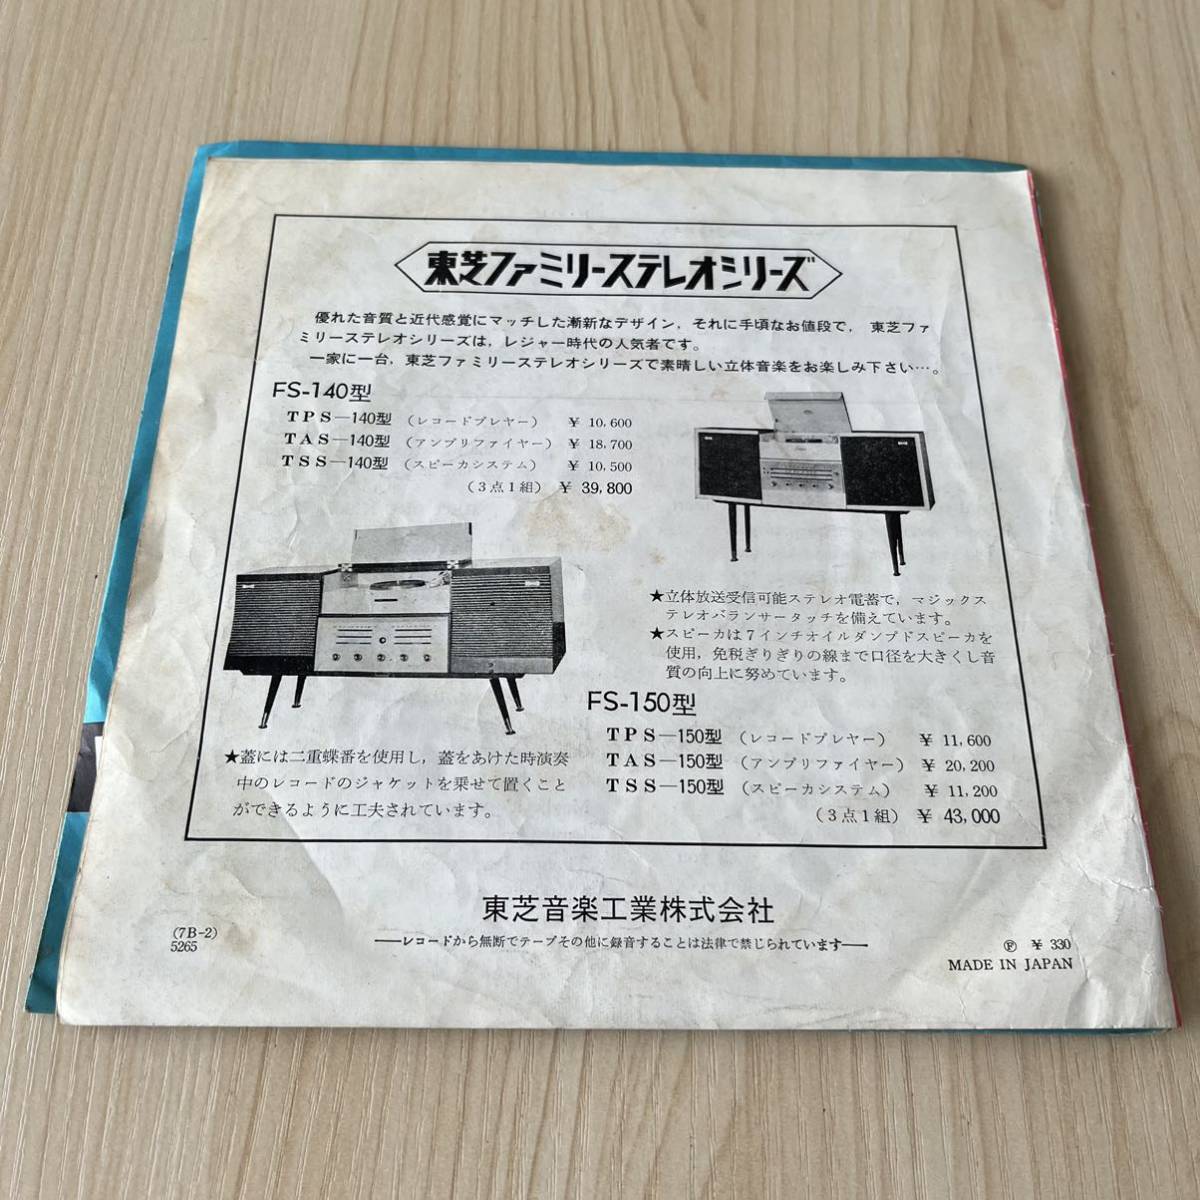 東芝ファミリーステレオシリーズ
優れた音質と近代感覚にマッチした漸新なデザイン，それに手頃なお値段で，東芝ファ
ミリーステレオシリーズは，レジャー時代の人気者です。
一家に一台，東芝ファミリーステレオシリーズで素晴しい立体音楽をお楽しみ下さい…。
FS-140型
TPS—140型（レコードプレヤー） ¥ 10,600
TAS—140型（アンプリファイヤー） ¥ 18,700
TSS—140型（スピーカシステム） ¥ 10,500
（3点1組） ¥ 39,800
★立体放送受信可能ステレオ電蓄で，マジックス
テレオバランサータッチを備えています。
★スピーカは7インチオイルダンプドスピーカを
使用，免税ぎりぎりの線まで口径を大きくし音
質の向上に努めています。
FS-150型
TPS—150型（レコードプレヤー） ¥ 11,600
TAS—150型（アンプリファイヤー） ¥ 20,200
TSS—150型（スピーカシステム） ¥ 11,200
（3点1組） ¥ 43,000
★蓋には二重蝶番を使用し，蓋をあけた時演奏
中のレコードのジャケットを乗せて置くこと
ができるように工夫されています。
東芝音楽工業株式会社
——レコードから無断でテープその他に録音することは法律で禁じられています——
(7B-2)
5265
Ⓟ ¥ 330
MADE IN JAPAN